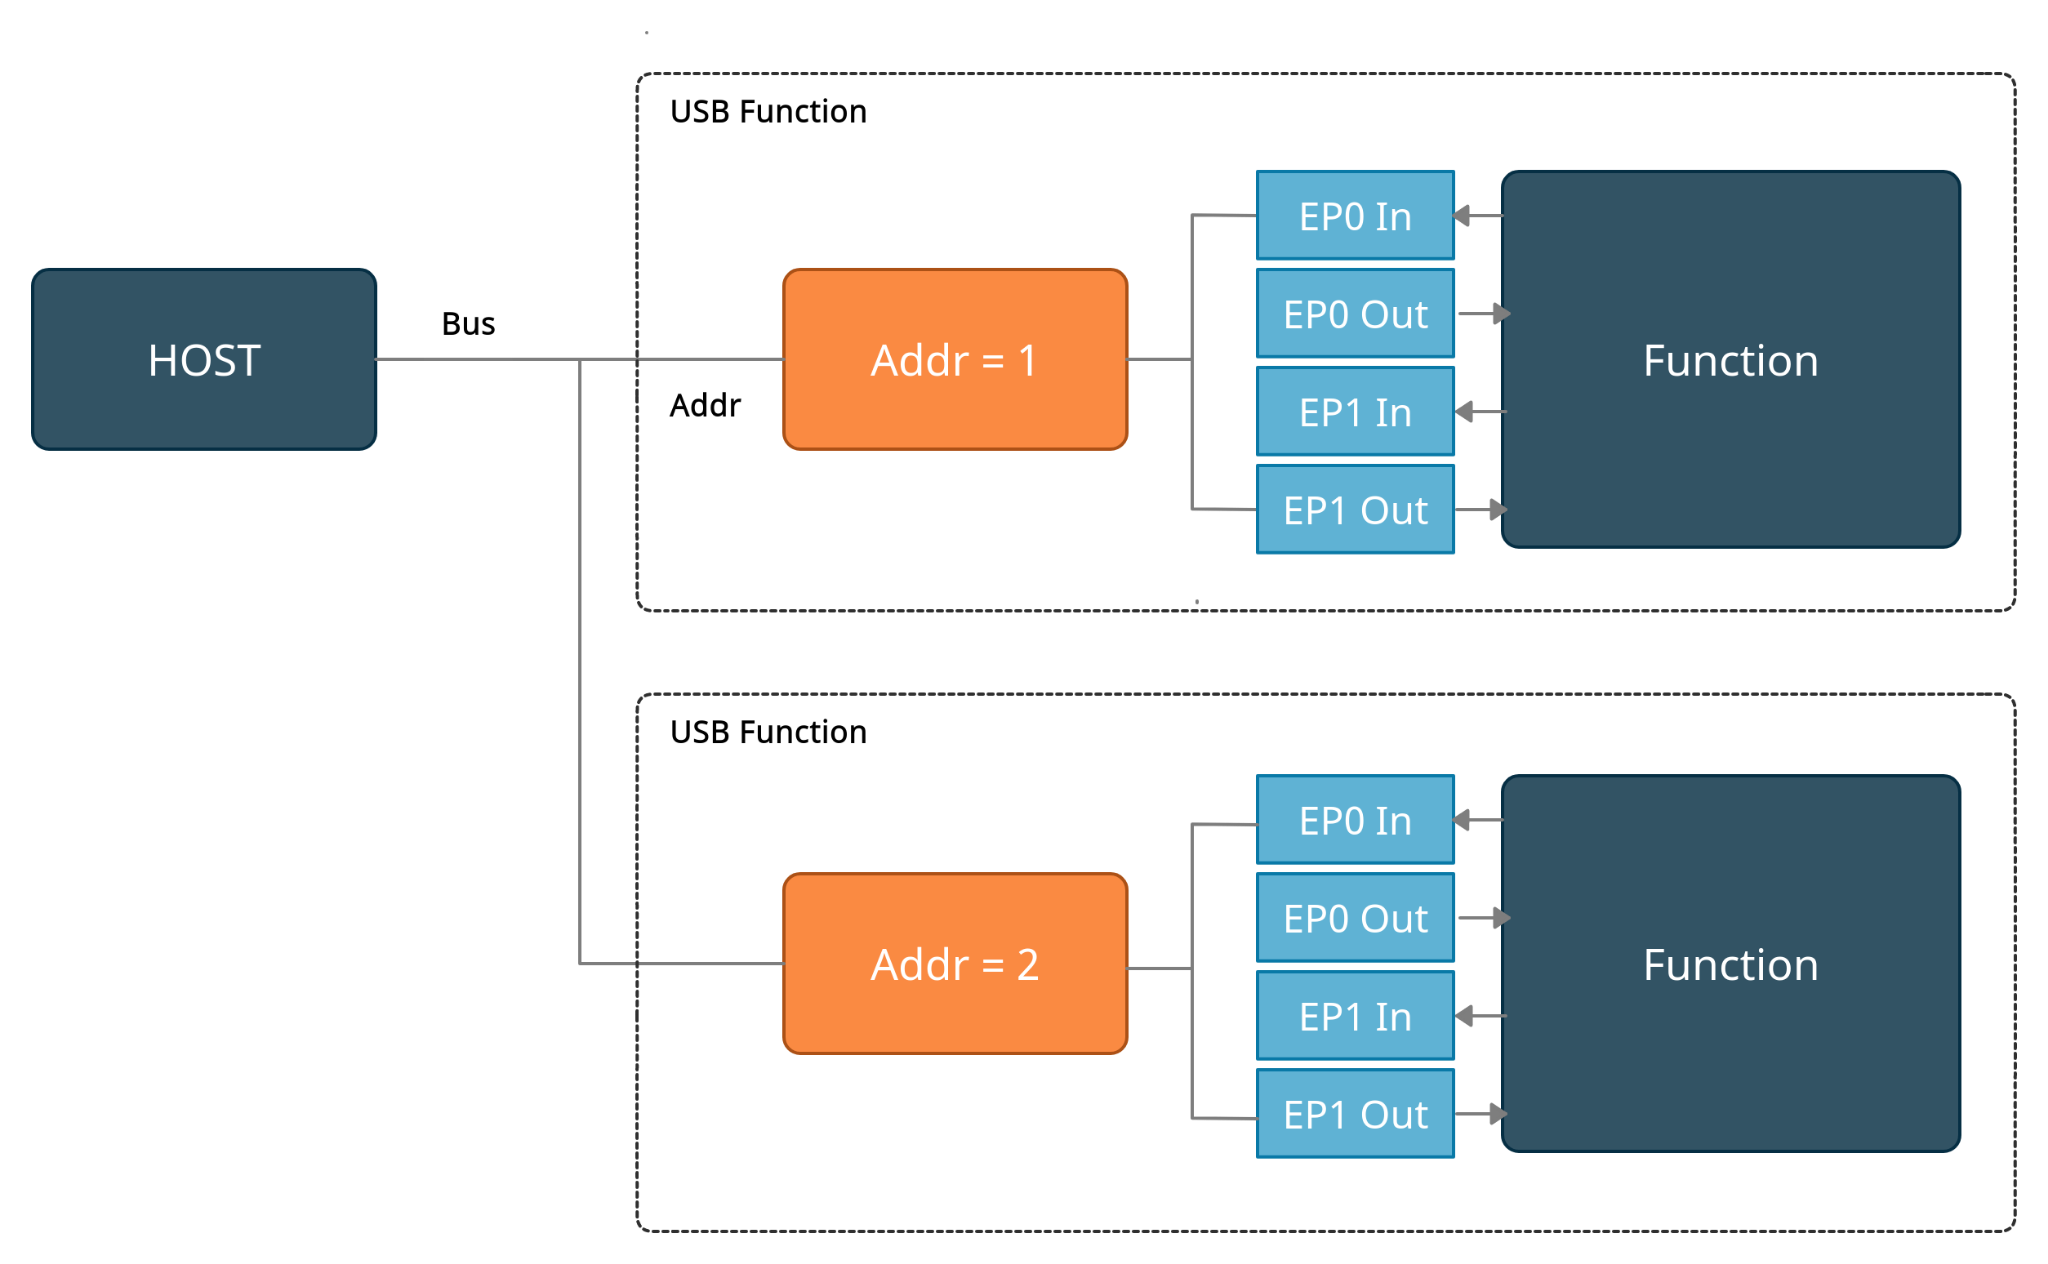 USB Function
HOST
Bus
Addr
Addr = 1
EP0 In
EP0 Out
EP1 In
EP1 Out
Function
USB Function
Addr = 2
EP0 In
EP0 Out
EP1 In
EP1 Out
Function